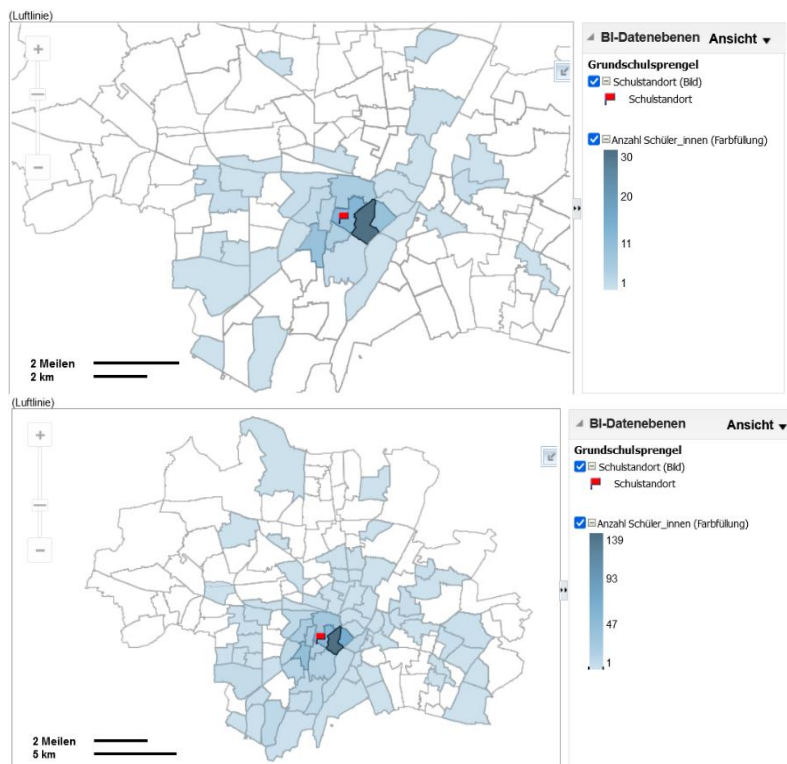 (Luftlinie)
BI-Datenebenen Ansicht
Grundschulsprengel
Schulstandort (Bild)
Schulstandort
Anzahl Schüler_innen (Farbfüllung)
30
20
11
1
2 Meilen
2 km
(Luftlinie)
BI-Datenebenen Ansicht
Grundschulsprengel
Schulstandort (Bild)
Schulstandort
Anzahl Schüler_innen (Farbfüllung)
139
93
47
1
2 Meilen
5 km